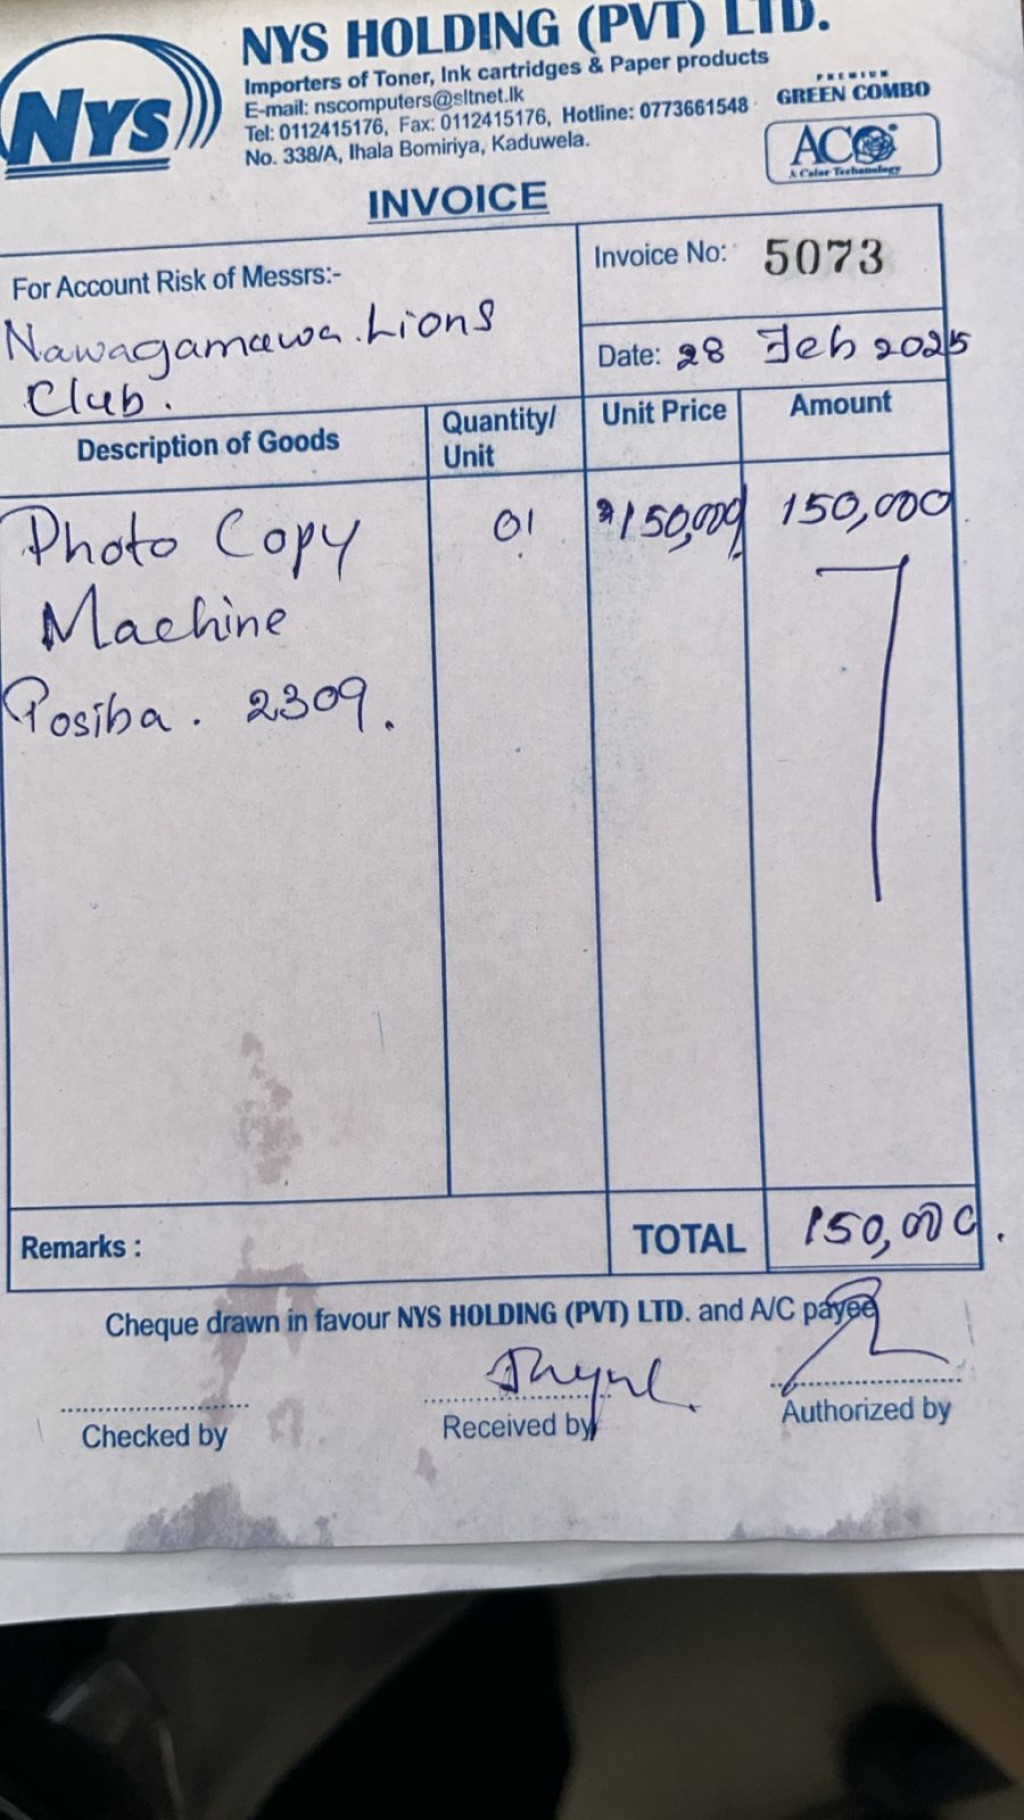 NYS HOLDING (PVT) LTD.
Importers of Toner, Ink cartridges & Paper products
E-mail: nscomputers@sltnet.lk
Tel: 0112415176, Fax: 0112415176, Hotline: 0773661548
No. 338/A, Ihala Bomiriya, Kaduwela.
NYS
PREMIUM
GREEN COMBO
ACO
A Color Techanology
INVOICE
For Account Risk of Messrs:-
Nawagamuwa. Lions
Club.
Invoice No: 5073
Date: 28 Feb 2025
Description of Goods Quantity/ Unit Unit Price Amount
Photo Copy 01 150,000 150,000
Machine
Posiba. 2309.
Remarks : TOTAL 150,000.
Cheque drawn in favour NYS HOLDING (PVT) LTD. and A/C payee
Checked by Received by Authorized by